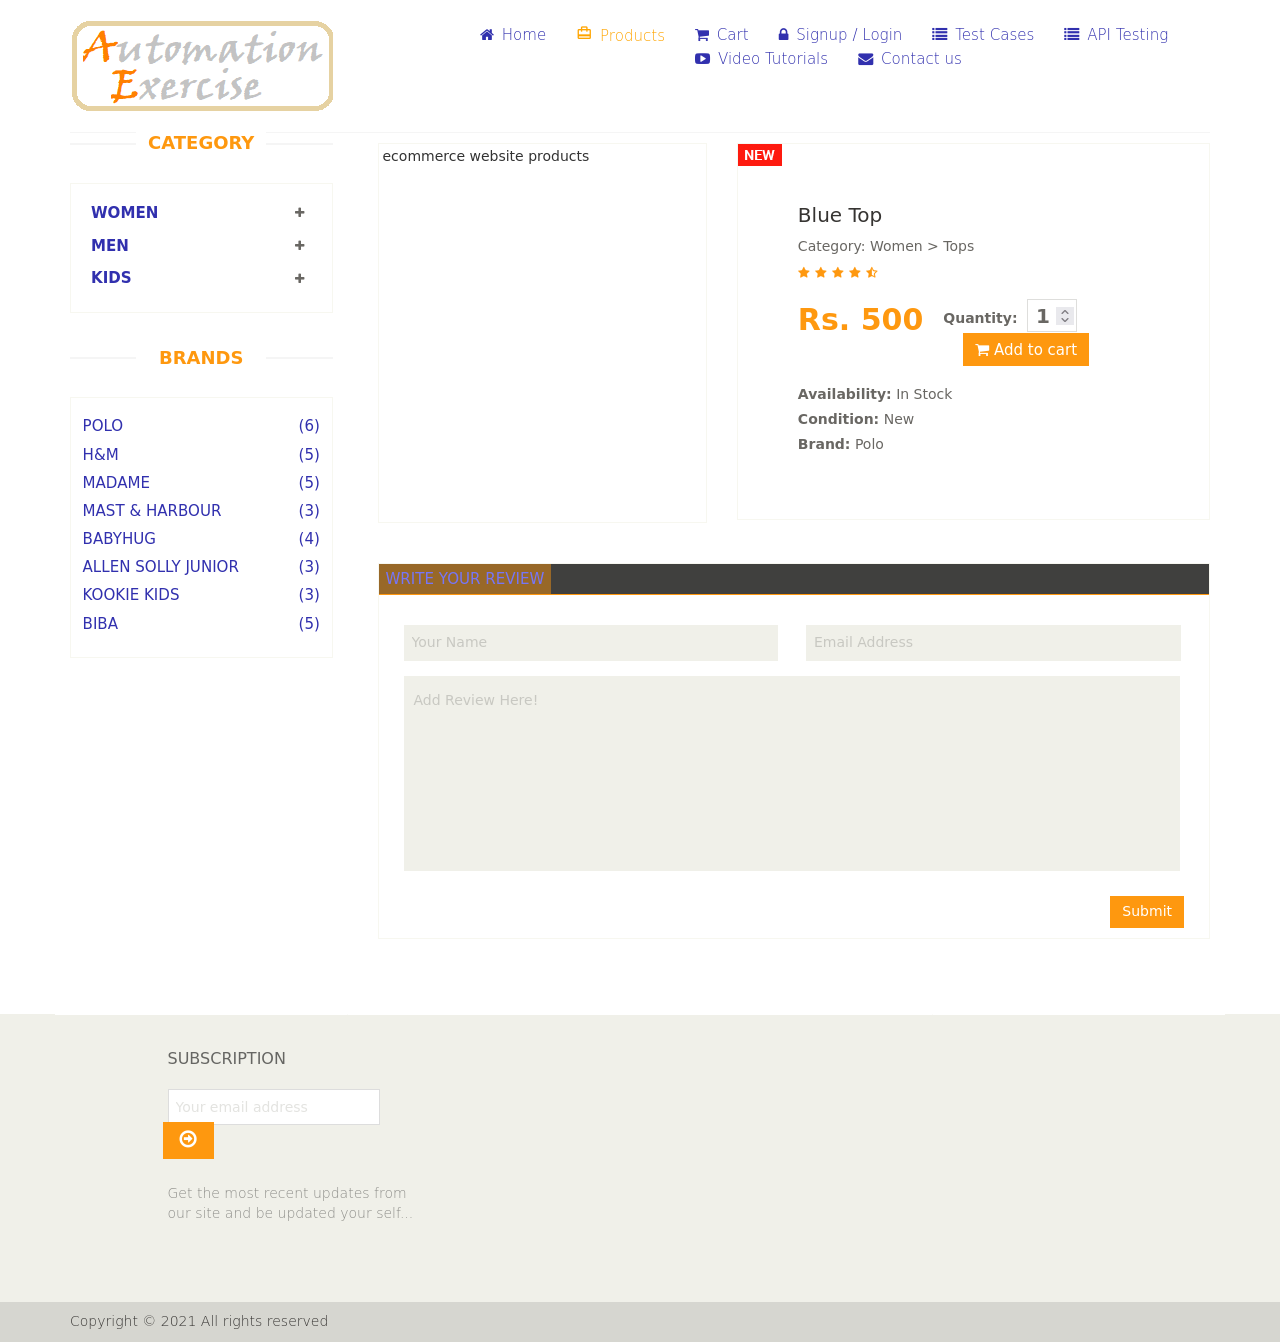 Automation
Exercise
Home
Products
Cart
Signup / Login
Test Cases
API Testing
Video Tutorials
Contact us
CATEGORY
WOMEN
MEN
KIDS
BRANDS
POLO (6)
H&M (5)
MADAME (5)
MAST & HARBOUR (3)
BABYHUG (4)
ALLEN SOLLY JUNIOR (3)
KOOKIE KIDS (3)
BIBA (5)
ecommerce website products
NEW
Blue Top
Category: Women > Tops
Rs. 500 Quantity: 1
Add to cart
Availability: In Stock
Condition: New
Brand: Polo
WRITE YOUR REVIEW
Your Name
Email Address
Add Review Here!
Submit
SUBSCRIPTION
Your email address
Get the most recent updates from
our site and be updated your self...
Copyright © 2021 All rights reserved